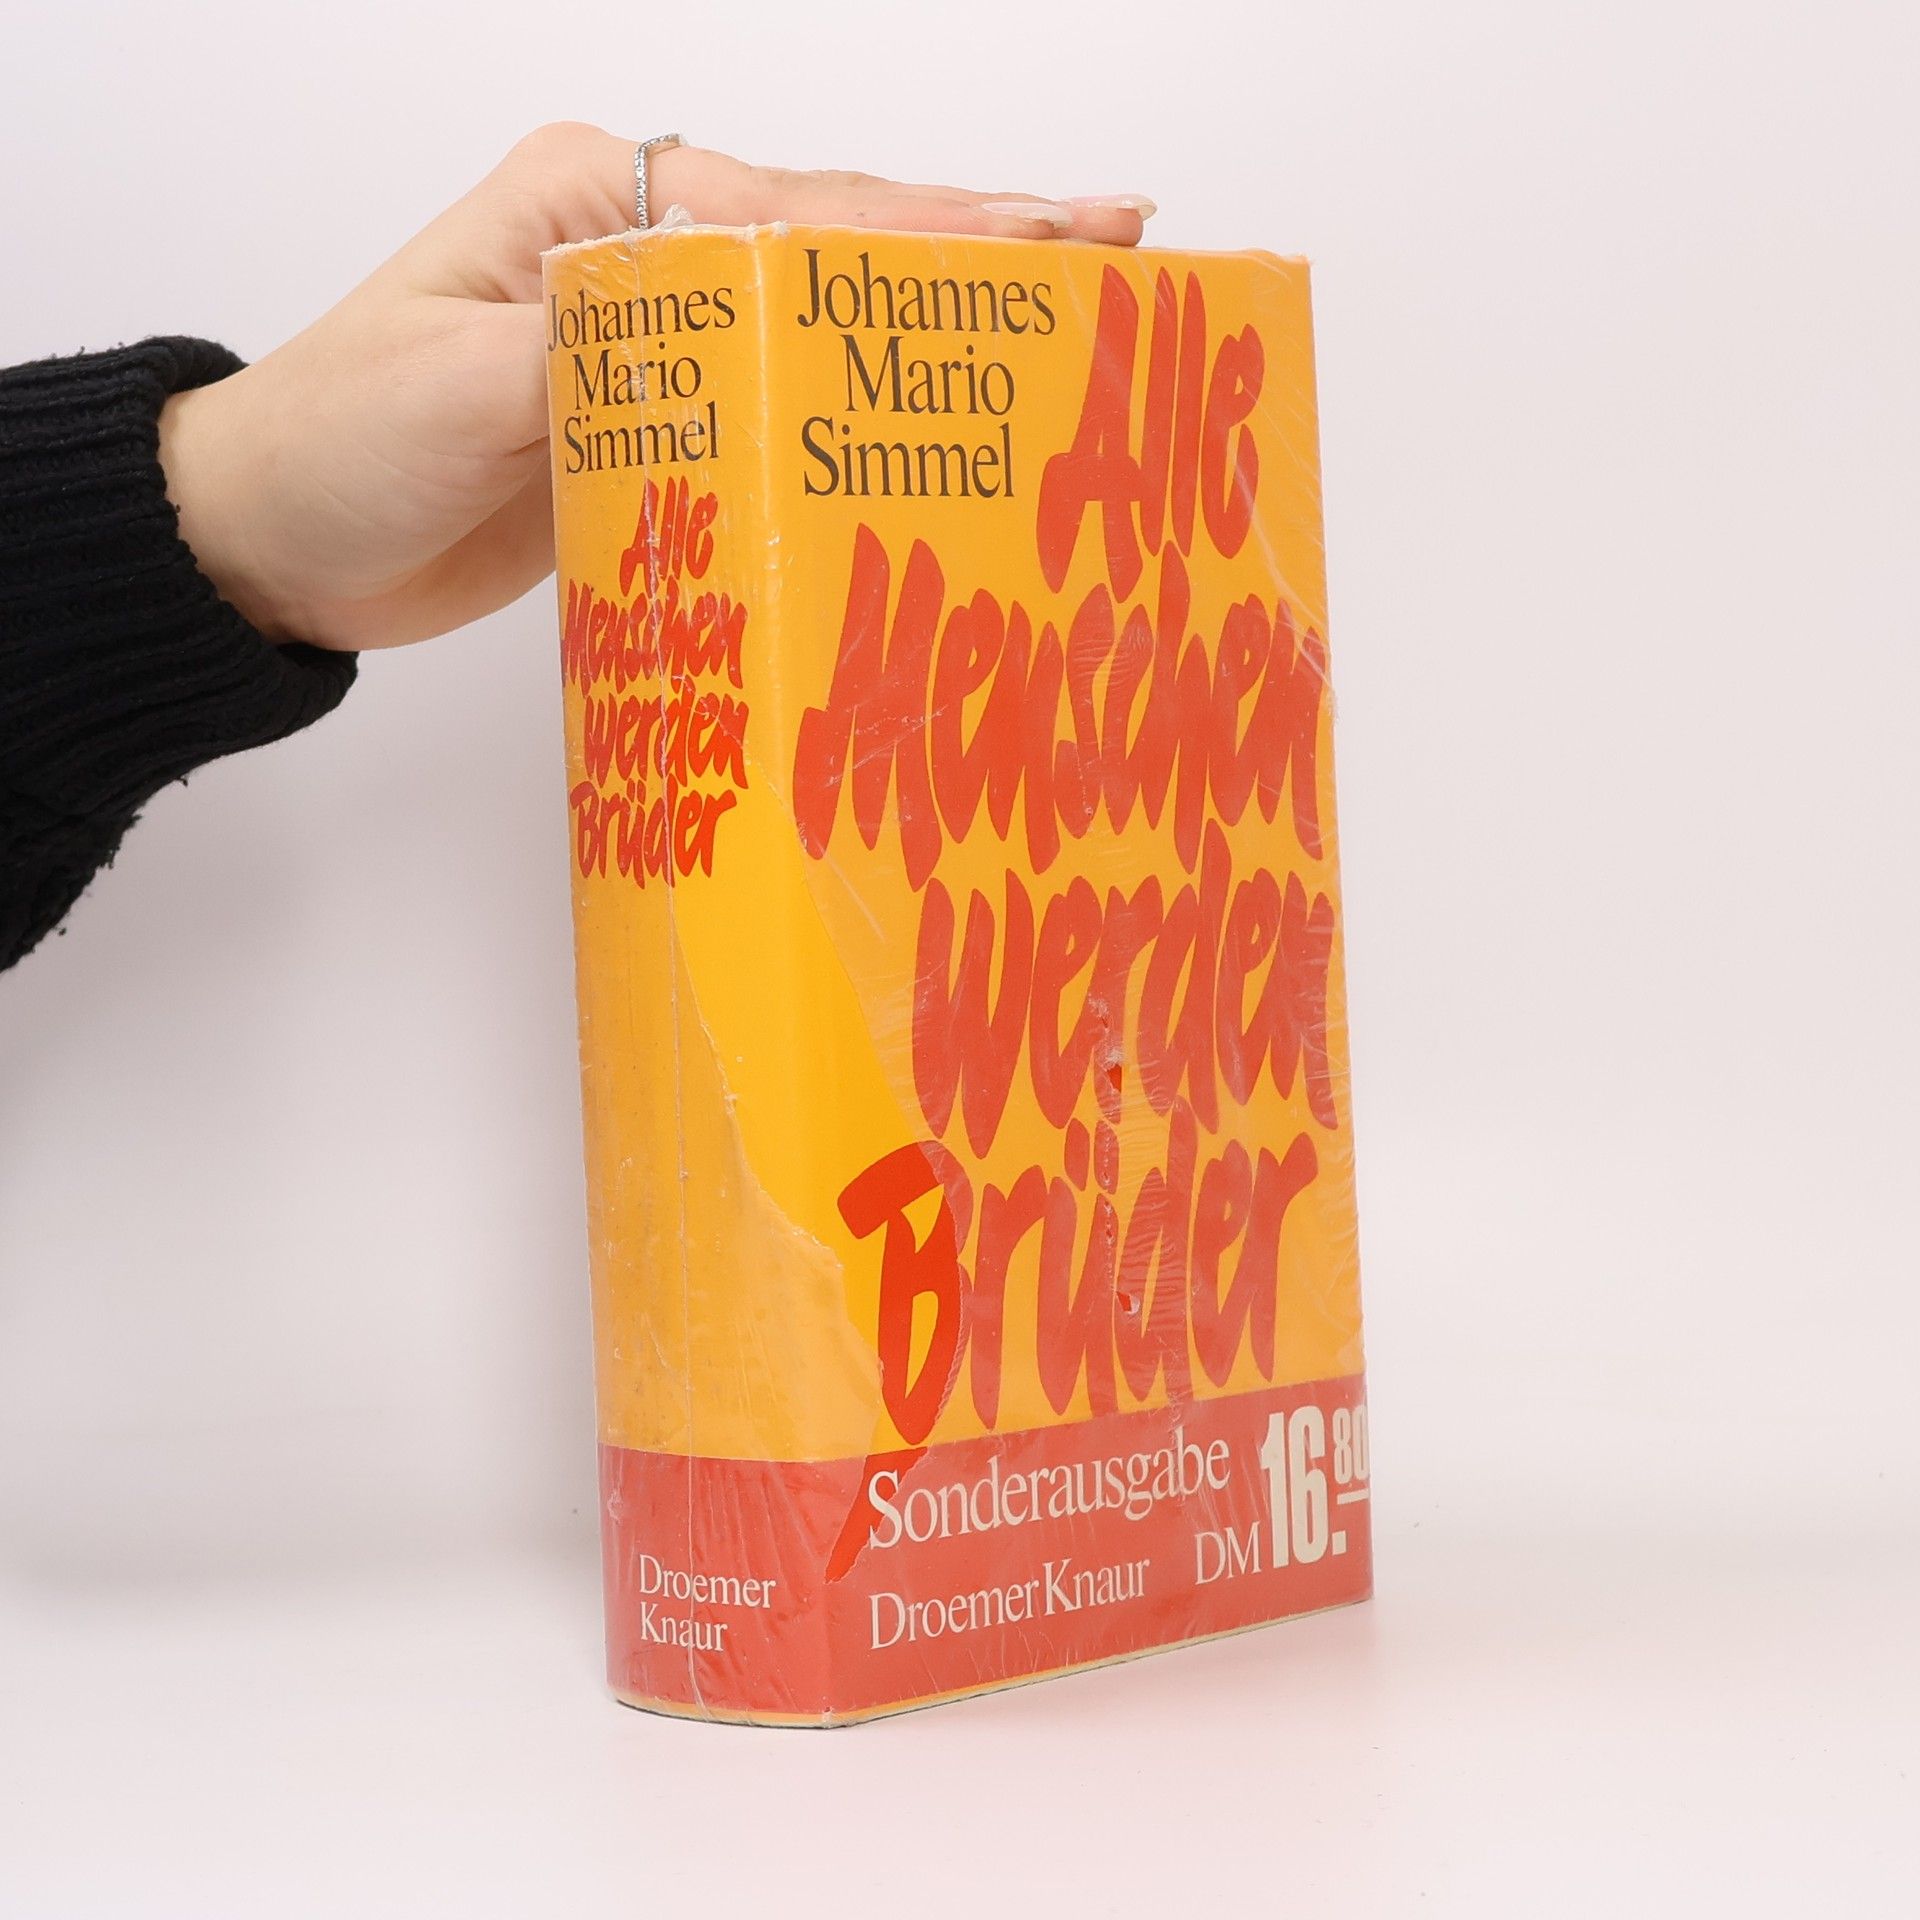 Johannes
Mario
Simmel
Alle
Menschen
werden
Brüder
Droemer
Knaur
Johannes
Mario
Simmel
Alle
Menschen
werden
Brüder
Sonderausgabe
Droemer Knaur
DM 16.80